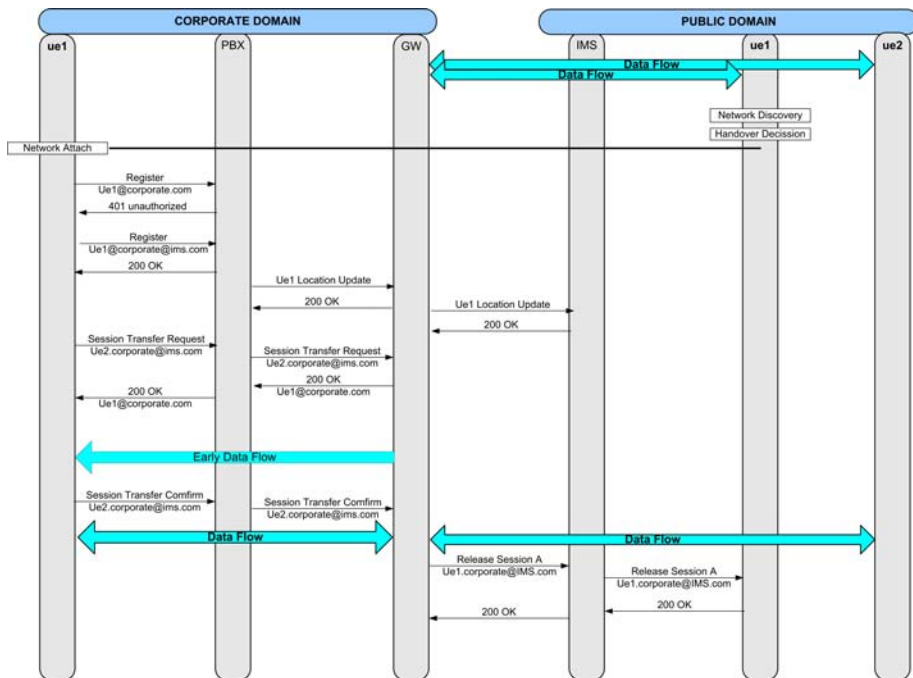 CORPORATE DOMAIN
PUBLIC DOMAIN
ue1
PBX
GW
IMS
ue1
ue2
Data Flow
Data Flow
Network Discovery
Handover Decission
Network Attach
Register
Ue1@corporate.com
401 unauthorized
Register
Ue1@corporate@ims.com
200 OK
Ue1 Location Update
200 OK
Ue1 Location Update
200 OK
Session Transfer Request
Ue2.corporate@ims.com
Session Transfer Request
Ue2.corporate@ims.com
200 OK
Ue1@corporate.com
200 OK
Ue1@corporate.com
Early Data Flow
Session Transfer Comfirm
Ue2.corporate@ims.com
Session Transfer Comfirm
Ue2.corporate@ims.com
Data Flow
Data Flow
Release Session A
Ue1.corporate@IMS.com
Release Session A
Ue1.corporate@IMS.com
200 OK
200 OK